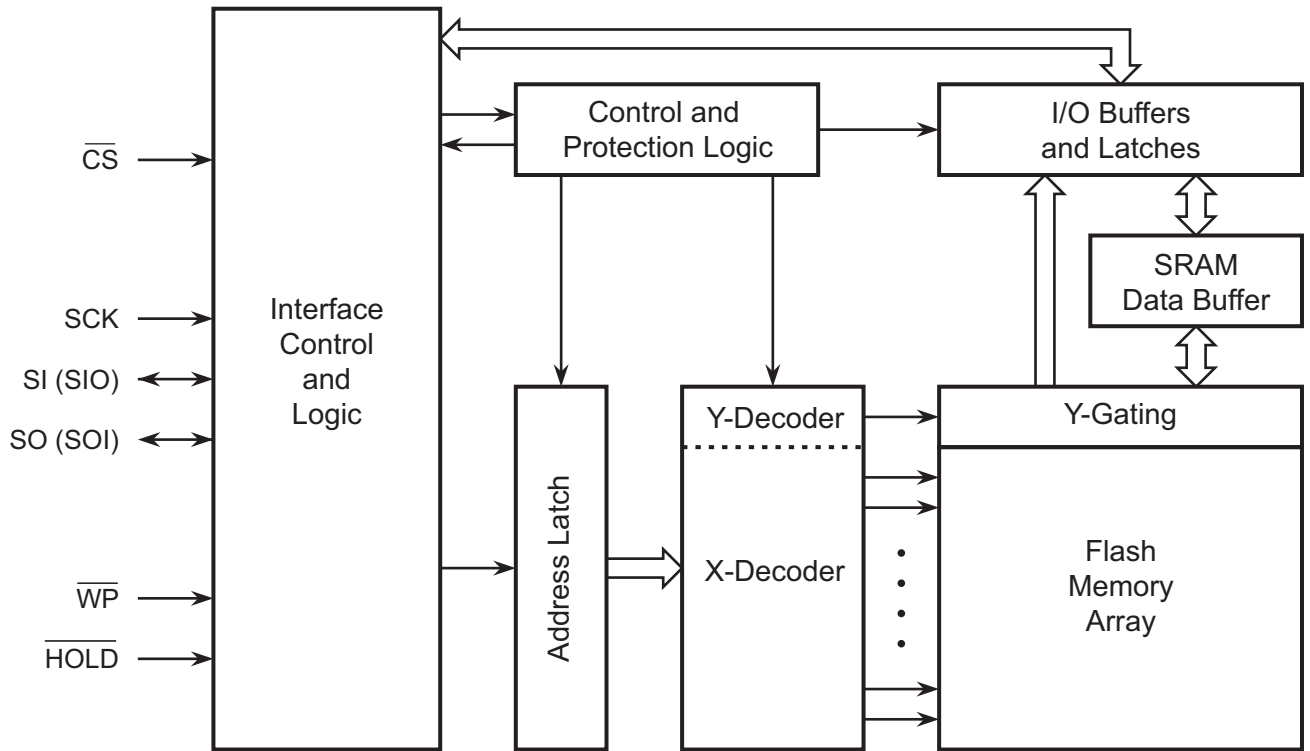 CS
SCK
SI (SIO)
SO (SOI)
WP
HOLD
Interface
Control
and
Logic
Control and
Protection Logic
I/O Buffers
and Latches
SRAM
Data Buffer
Address Latch
Y-Decoder
X-Decoder
Y-Gating
Flash
Memory
Array